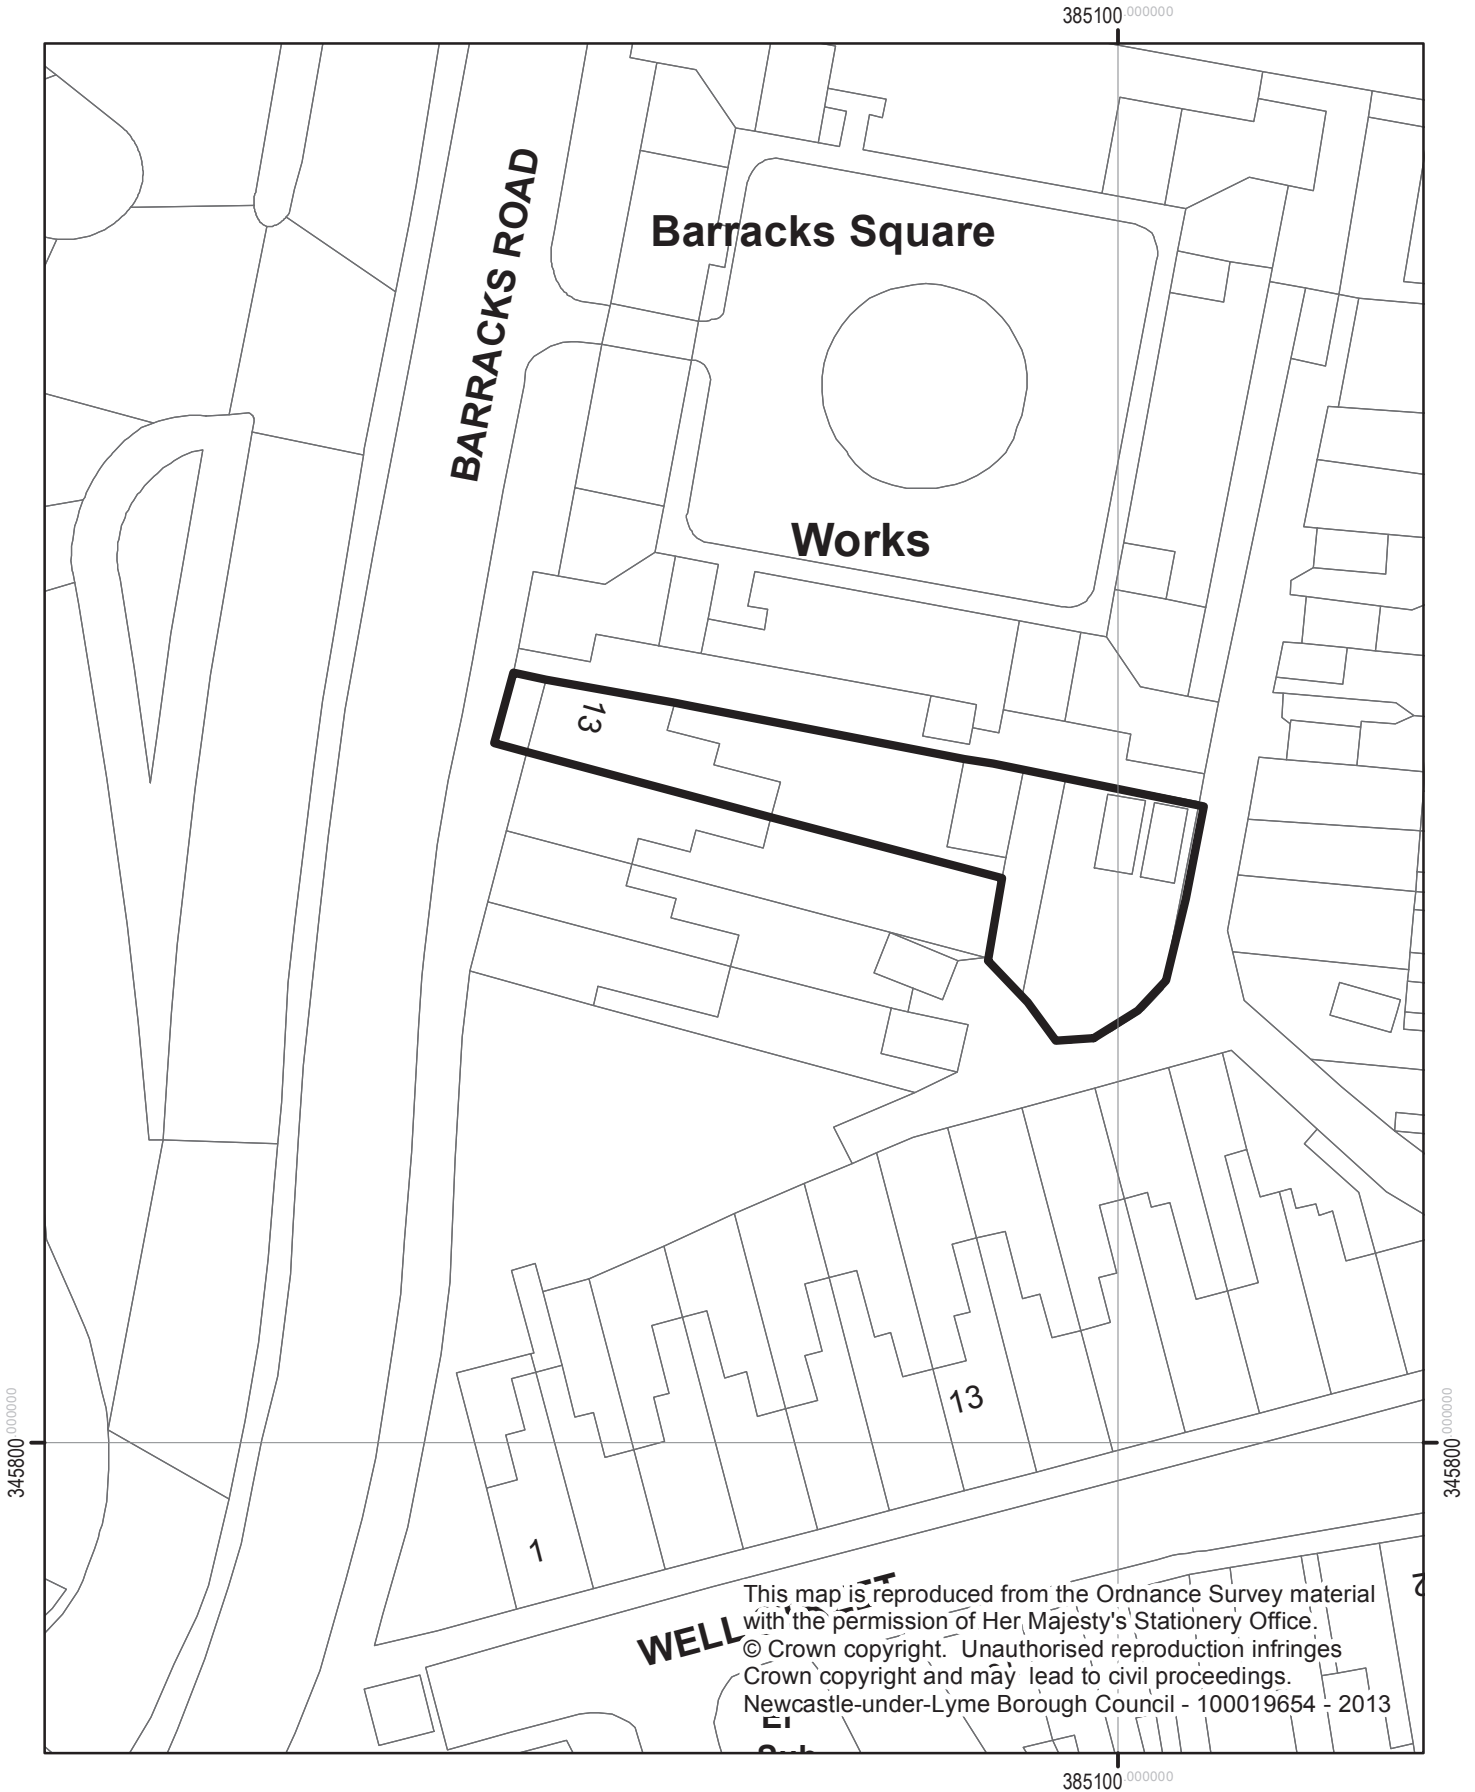 385100.000000
BARRACKS ROAD
Barracks Square
Works
13
13
345800.000000
345800.000000
1
WELL
This map is reproduced from the Ordnance Survey material
with the permission of Her Majesty's Stationery Office.
© Crown copyright. Unauthorised reproduction infringes
Crown copyright and may lead to civil proceedings.
Newcastle-under-Lyme Borough Council - 100019654 - 2013
El
Sub
385100.000000